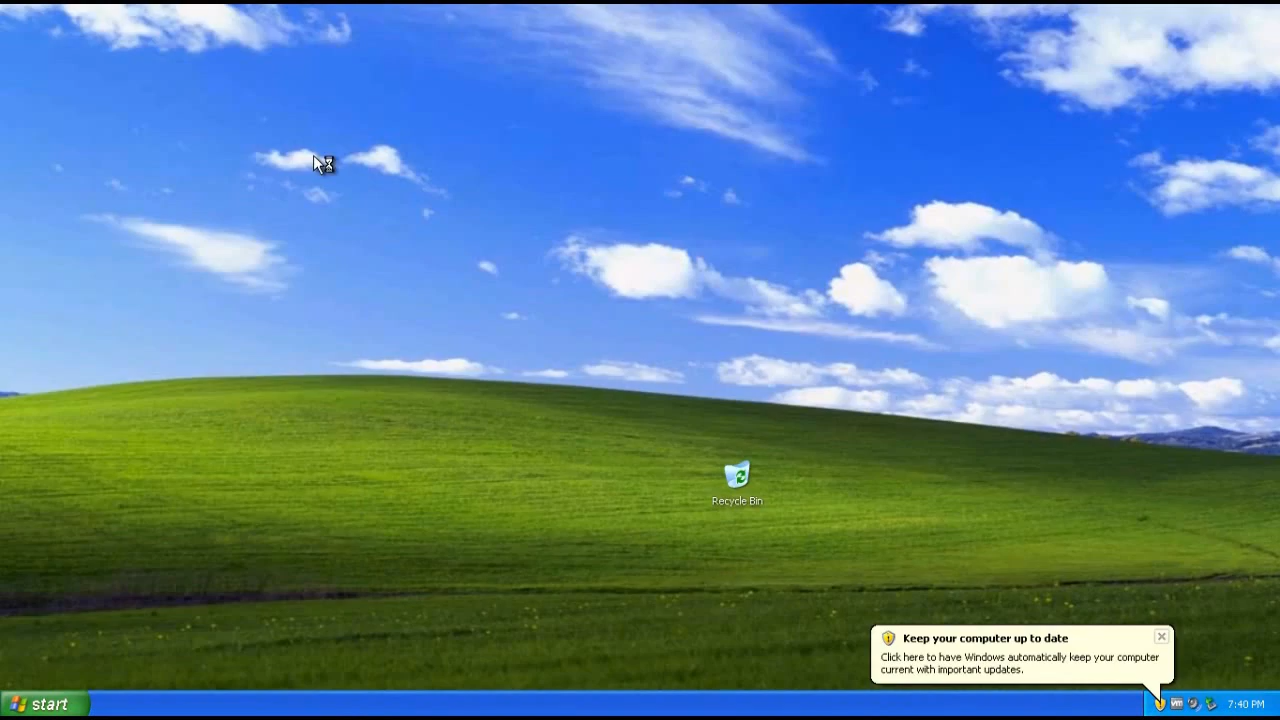 Recycle Bin
Keep your computer up to date
Click here to have Windows automatically keep your computer
current with important updates.
start
vm
7:40 PM